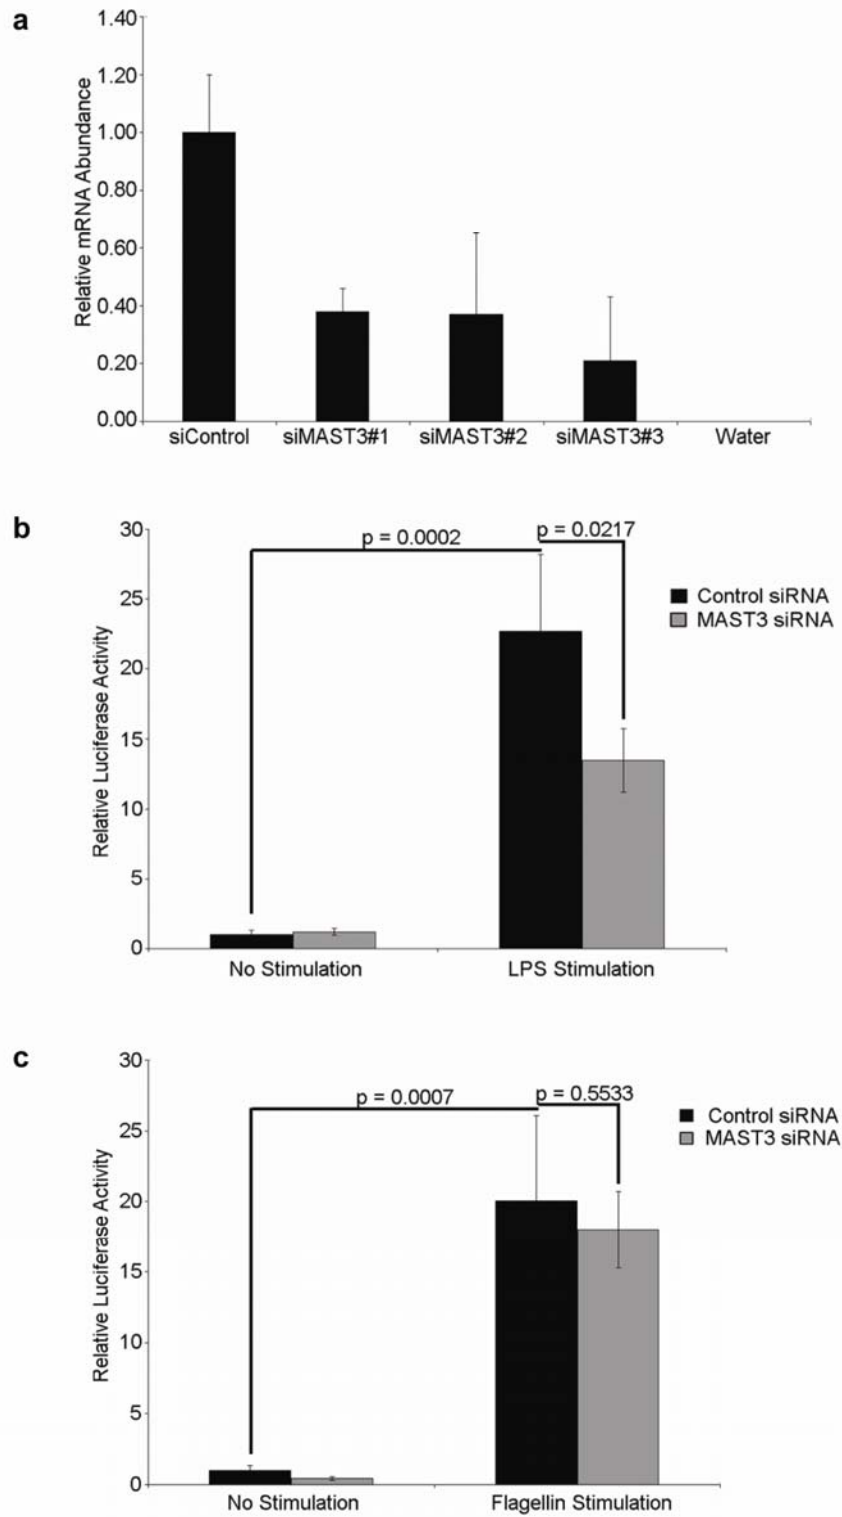 a
Relative mRNA Abundance
1.40
1.20
1.00
0.80
0.60
0.40
0.20
0.00
siControl siMAST3#1 siMAST3#2 siMAST3#3 Water
b
Relative Luciferase Activity
30
25
20
15
10
5
0
p = 0.0002
p = 0.0217
Control siRNA
MAST3 siRNA
No Stimulation LPS Stimulation
c
Relative Luciferase Activity
30
25
20
15
10
5
0
p = 0.0007
p = 0.5533
Control siRNA
MAST3 siRNA
No Stimulation Flagellin Stimulation